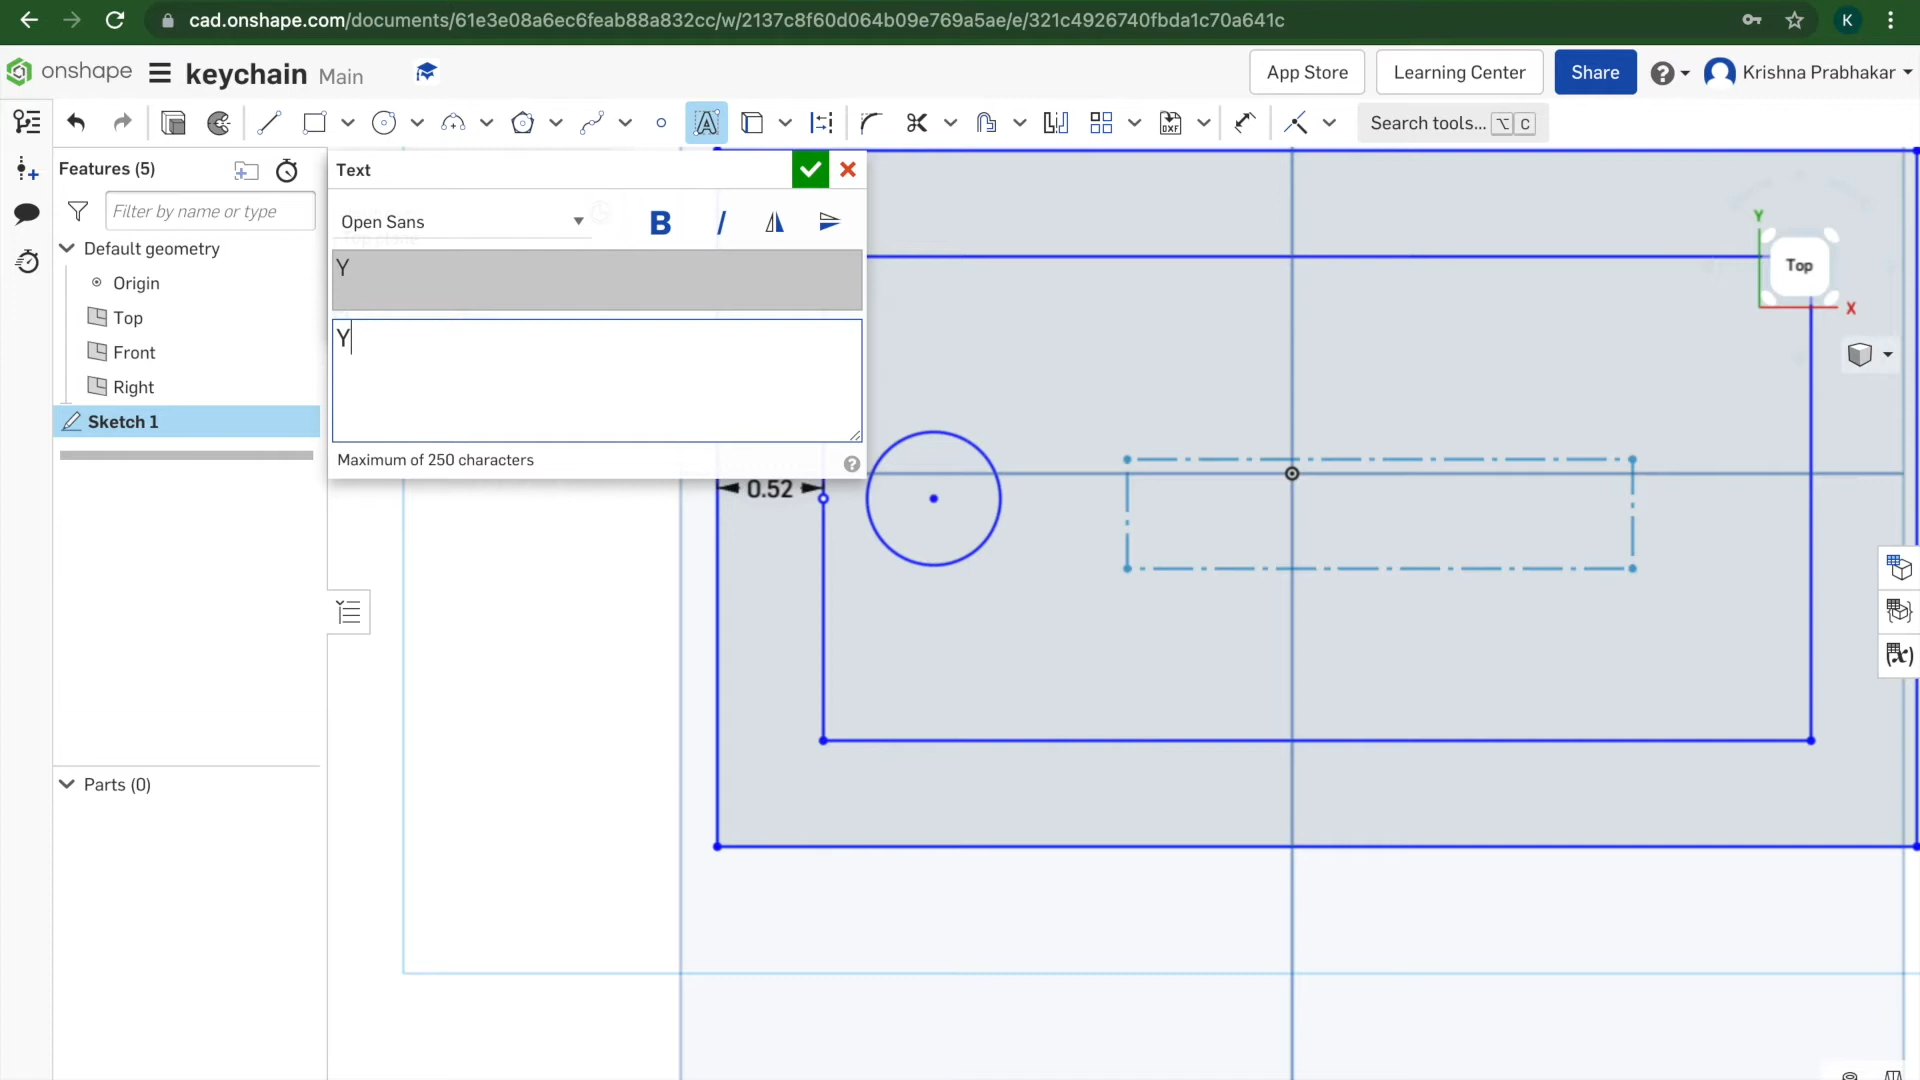 cad.onshape.com/documents/61e3e08a6ec6feab88a832cc/w/2137c8f60d064b09e769a5ae/e/321c4926740fbda1c70a641c
K
onshape
keychain Main
App Store
Learning Center
Share
Krishna Prabhakar
DXF
Search tools... ⌥ C
Features (5)
Filter by name or type
Default geometry
Origin
Top
Front
Right
Sketch 1
Parts (0)
Text
Open Sans
B I
Y
Y
Maximum of 250 characters
0.52
Y
Top
X
(x)